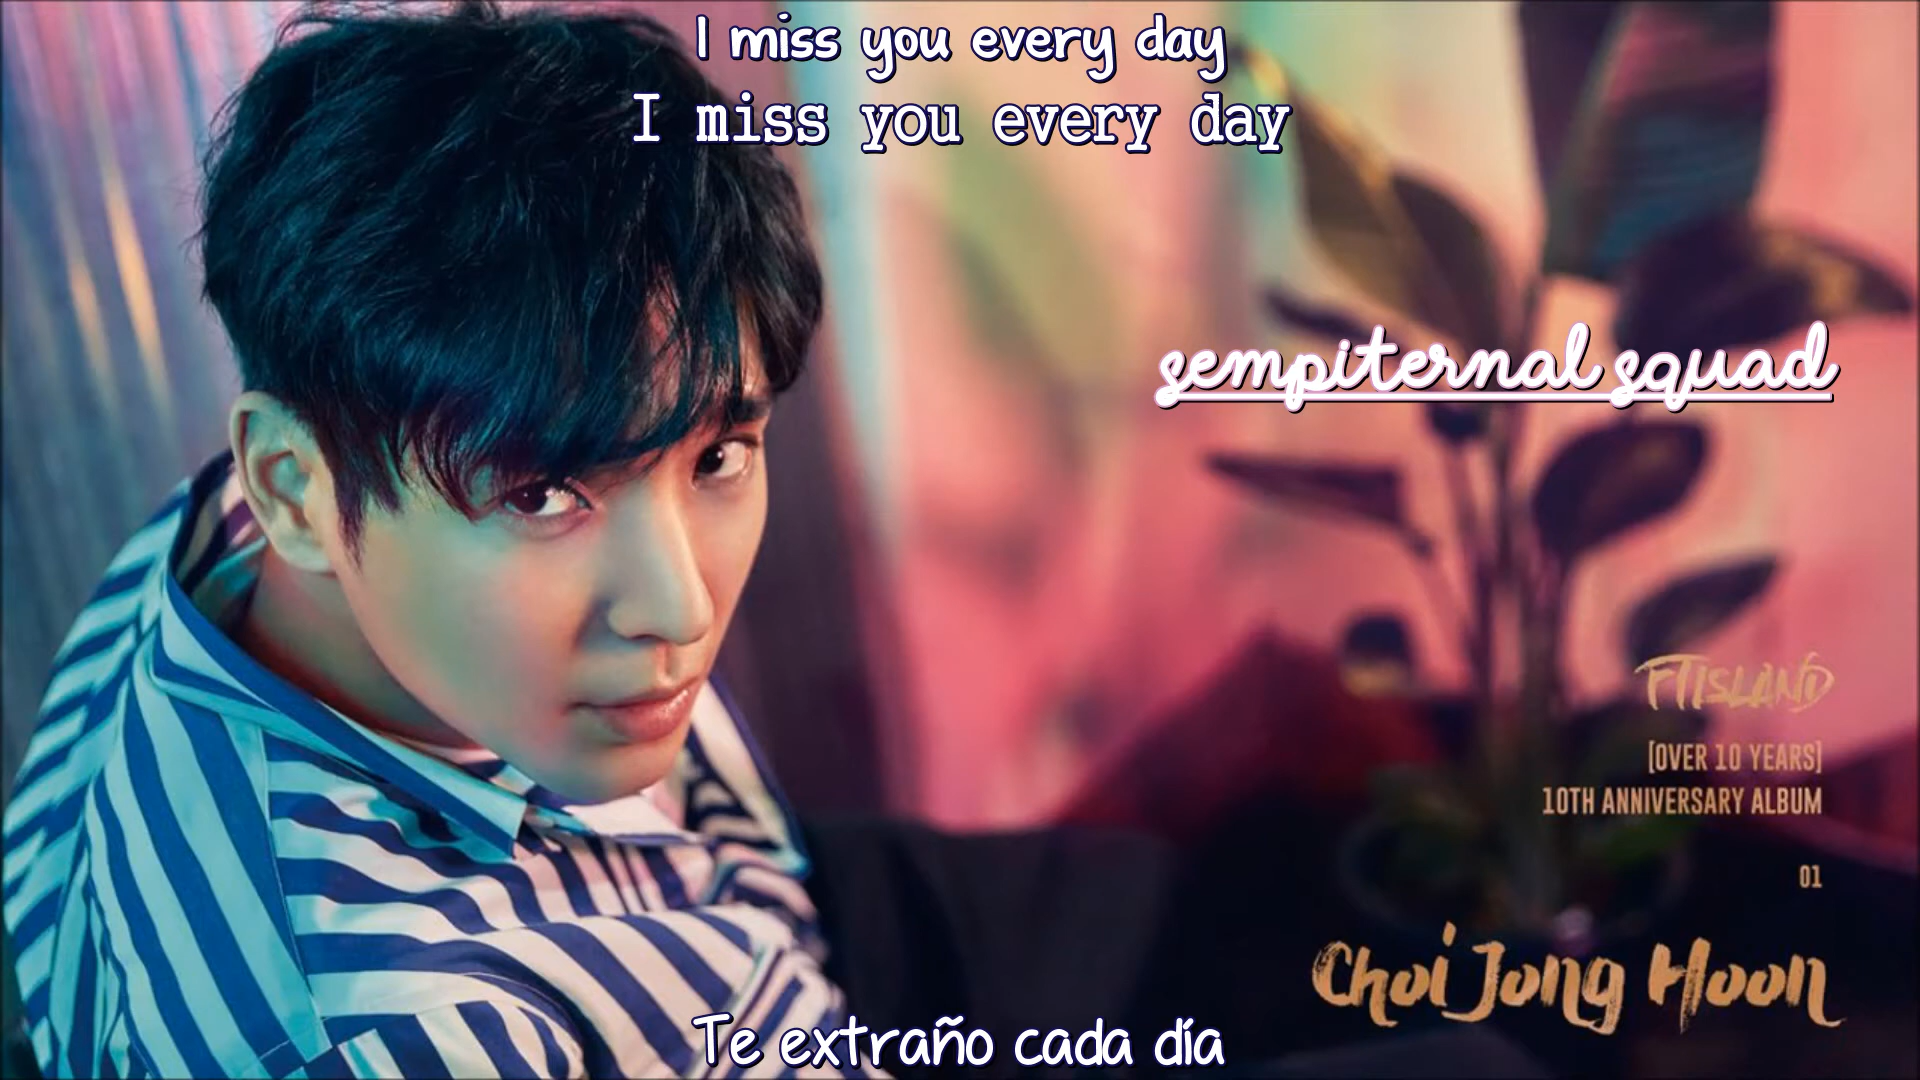 I miss you every day
I miss you every day
sempiternal squad
FTISLAND
[OVER 10 YEARS]
10TH ANNIVERSARY ALBUM
01
Choi Jong Hoon
Te extraño cada día